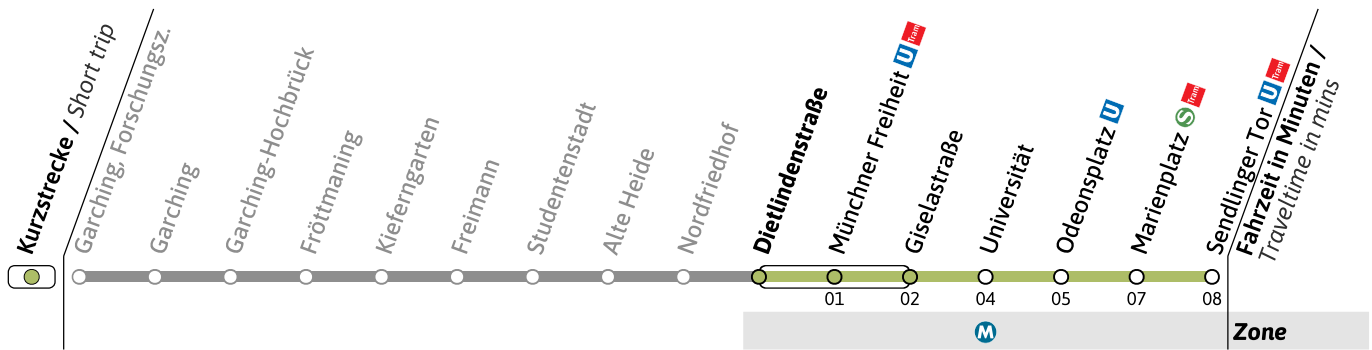 Kurzstrecke / Short trip
Garching, Forschungsz.
Garching
Garching-Hochbrück
Fröttmaning
Kieferngarten
Freimann
Studentenstadt
Alte Heide
Nordfriedhof
Dietlindenstraße
Münchner Freiheit U Tram
Giselastraße
Universität
Odeonsplatz U
Marienplatz S Tram
Sendlinger Tor U Tram
Fahrzeit in Minuten /
Traveltime in mins
01 02 04 05 07 08
M Zone